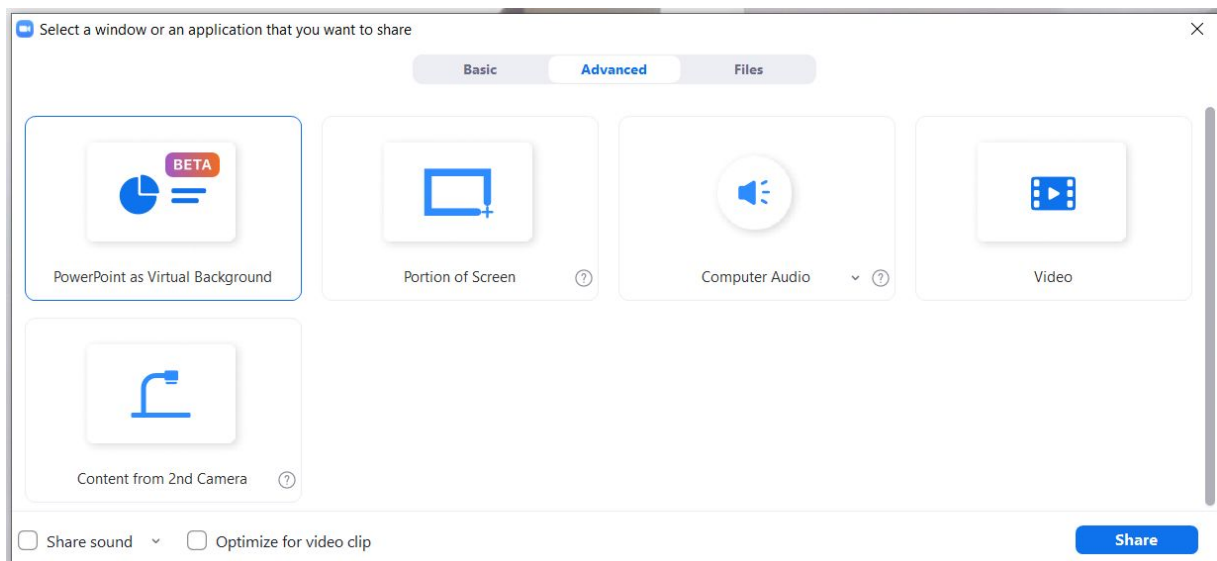 Select a window or an application that you want to share
Basic Advanced Files
BETA
PowerPoint as Virtual Background
Portion of Screen ?
Computer Audio ?
Video
Content from 2nd Camera ?
Share sound Optimize for video clip Share